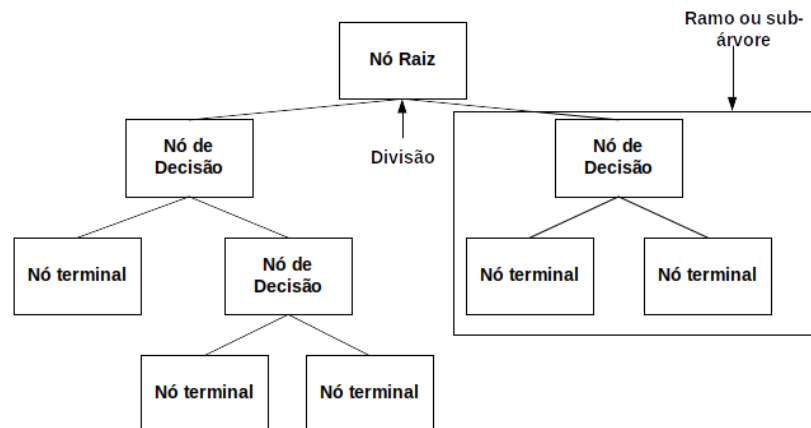 Ramo ou sub-
árvore
Nó Raiz
Divisão
Nó de
Decisão
Nó de
Decisão
Nó terminal
Nó de
Decisão
Nó terminal
Nó terminal
Nó terminal
Nó terminal